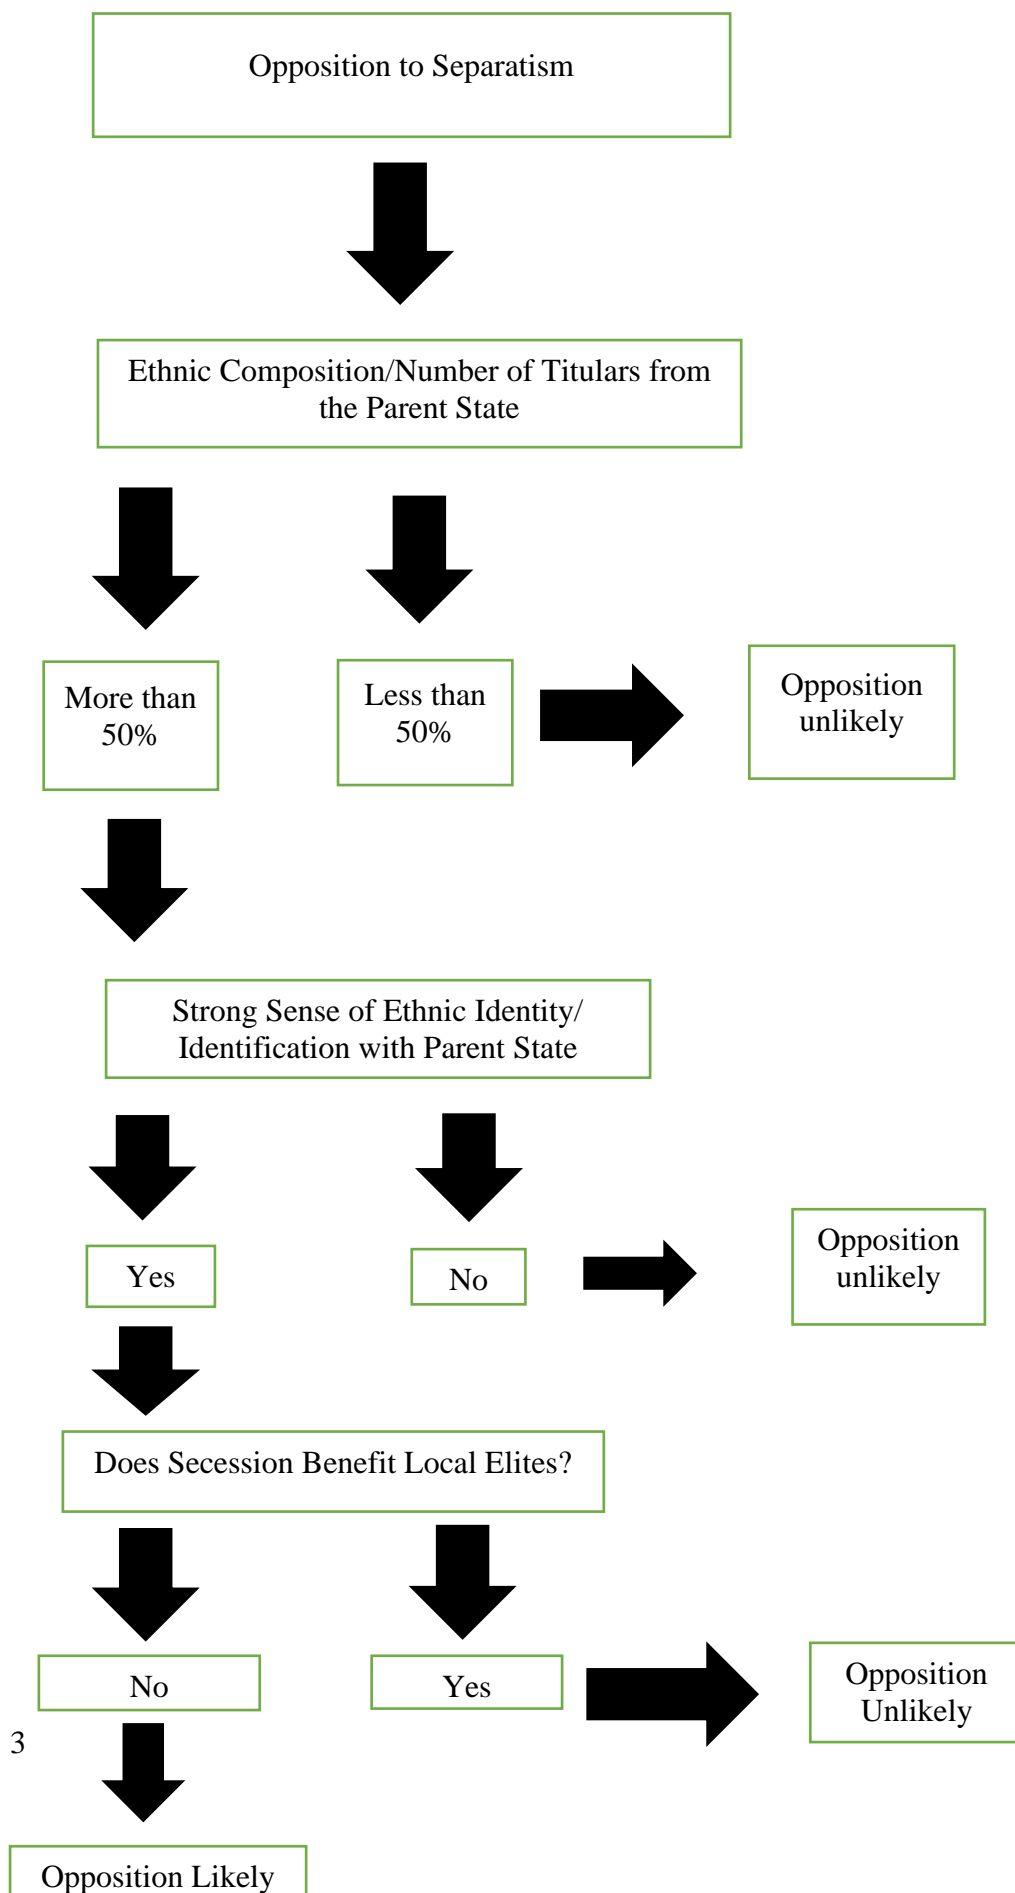 Opposition to Separatism
Ethnic Composition/Number of Titulars from
the Parent State
More than
50%
Less than
50%
Opposition
unlikely
Strong Sense of Ethnic Identity/
Identification with Parent State
Yes
No
Opposition
unlikely
Does Secession Benefit Local Elites?
No
Yes
Opposition
Unlikely
3
Opposition Likely